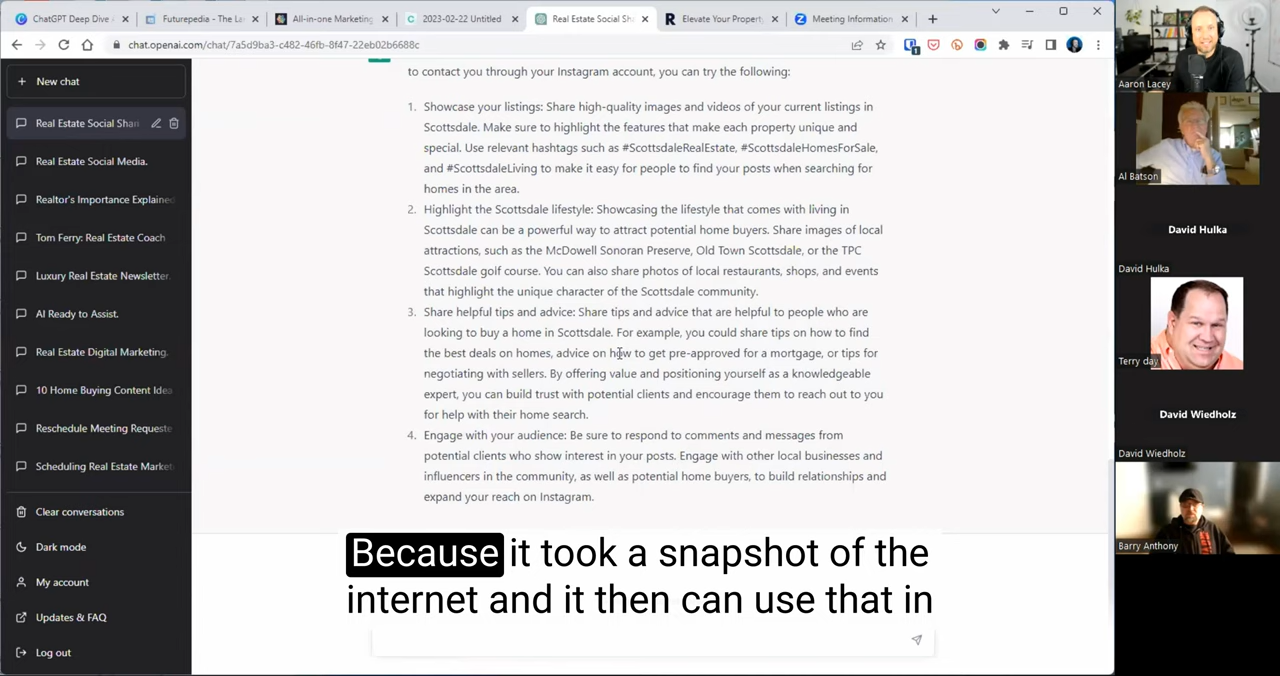 ChatGPT Deep Dive
Futurepedia - The La
All-in-one Marketing
2023-02-22 Untitled
Real Estate Social Sh
Elevate Your Property
Meeting Information
chat.openai.com/chat/7a5d9ba3-c482-46fb-8f47-22eb02b6688c
New chat
Real Estate Social Shan
Real Estate Social Media.
Realtor's Importance Explained
Tom Ferry: Real Estate Coach
Luxury Real Estate Newsletter.
AI Ready to Assist.
Real Estate Digital Marketing.
10 Home Buying Content Idea
Reschedule Meeting Requeste
Scheduling Real Estate Market
Clear conversations
Dark mode
My account
Updates & FAQ
Log out
to contact you through your Instagram account, you can try the following:
1. Showcase your listings: Share high-quality images and videos of your current listings in
Scottsdale. Make sure to highlight the features that make each property unique and
special. Use relevant hashtags such as #ScottsdaleRealEstate, #ScottsdaleHomesForSale,
and #ScottsdaleLiving to make it easy for people to find your posts when searching for
homes in the area.
2. Highlight the Scottsdale lifestyle: Showcasing the lifestyle that comes with living in
Scottsdale can be a powerful way to attract potential home buyers. Share images of local
attractions, such as the McDowell Sonoran Preserve, Old Town Scottsdale, or the TPC
Scottsdale golf course. You can also share photos of local restaurants, shops, and events
that highlight the unique character of the Scottsdale community.
3. Share helpful tips and advice: Share tips and advice that are helpful to people who are
looking to buy a home in Scottsdale. For example, you could share tips on how to find
the best deals on homes, advice on how to get pre-approved for a mortgage, or tips for
negotiating with sellers. By offering value and positioning yourself as a knowledgeable
expert, you can build trust with potential clients and encourage them to reach out to you
for help with their home search.
4. Engage with your audience: Be sure to respond to comments and messages from
potential clients who show interest in your posts. Engage with other local businesses and
influencers in the community, as well as potential home buyers, to build relationships and
expand your reach on Instagram.
Because it took a snapshot of the
internet and it then can use that in
Aaron Lacey
Al Batson
David Hulka
David Hulka
Terry day
David Wiedholz
David Wiedholz
Barry Anthony